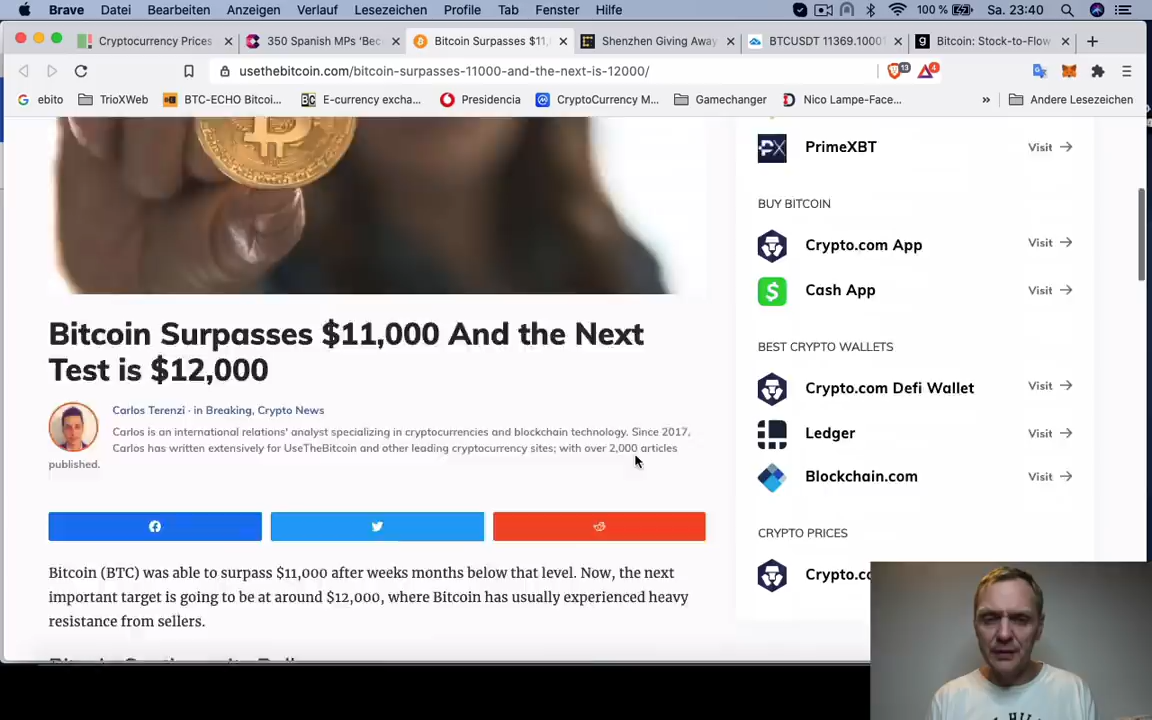 Brave Datei Bearbeiten Anzeigen Verlauf Lesezeichen Profile Tab Fenster Hilfe 100 % Sa. 23:40
Cryptocurrency Prices 350 Spanish MPs 'Bec Bitcoin Surpasses $11, Shenzhen Giving Away BTCUSDT 11369.1000 Bitcoin: Stock-to-Flow
usethebitcoin.com/bitcoin-surpasses-11000-and-the-next-is-12000/ 13 4
ebito TrioXWeb BTC-ECHO Bitcoi... E-currency excha... Presidencia CryptoCurrency M... Gamechanger Nico Lampe-Face... » Andere Lesezeichen
PrimeXBT Visit
BUY BITCOIN
Crypto.com App Visit
Cash App Visit
BEST CRYPTO WALLETS
Crypto.com Defi Wallet Visit
Ledger Visit
Blockchain.com Visit
CRYPTO PRICES
Crypto.c
Bitcoin Surpasses $11,000 And the Next
Test is $12,000
Carlos Terenzi · in Breaking, Crypto News
Carlos is an international relations' analyst specializing in cryptocurrencies and blockchain technology. Since 2017,
Carlos has written extensively for UseTheBitcoin and other leading cryptocurrency sites; with over 2,000 articles
published.
Bitcoin (BTC) was able to surpass $11,000 after weeks months below that level. Now, the next
important target is going to be at around $12,000, where Bitcoin has usually experienced heavy
resistance from sellers.